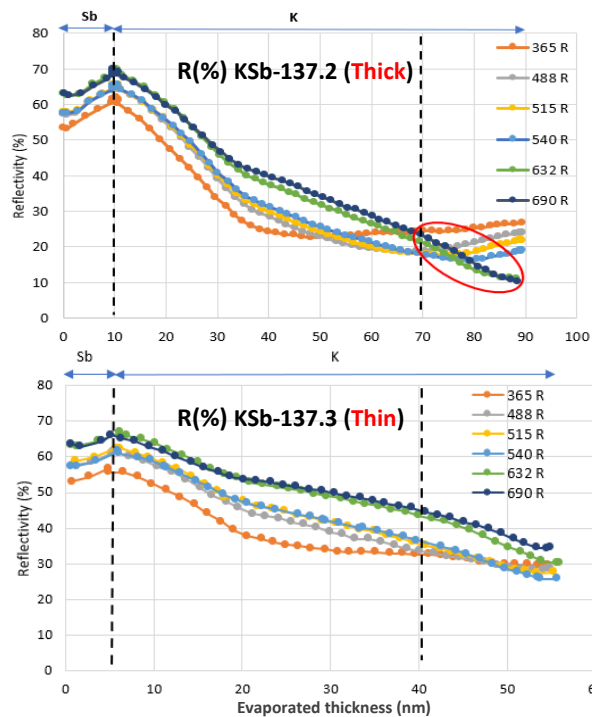 Sb K
R(%) KSb-137.2 (Thick)
Reflectivity (%)
80
70
60
50
40
30
20
10
0
0 10 20 30 40 50 60 70 80 90 100
365 R
488 R
515 R
540 R
632 R
690 R
Sb K
R(%) KSb-137.3 (Thin)
Reflectivity (%)
80
70
60
50
40
30
20
10
0
0 10 20 30 40 50
365 R
488 R
515 R
540 R
632 R
690 R
Evaporated thickness (nm)